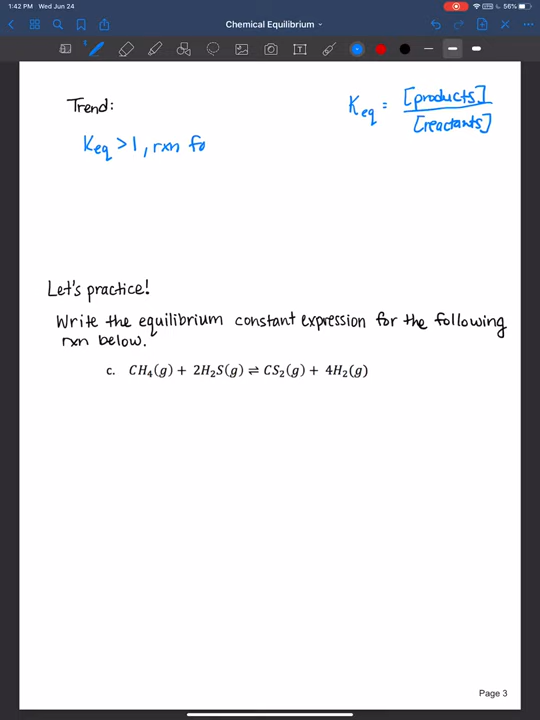 1:42 PM Wed Jun 24
56%
Chemical Equilibrium
Trend:
Keq = [products]
[reactants]
Keq > 1, rxn fo
Let's practice!
Write the equilibrium constant expression for the following
rxn below.
c. CH₄(g) + 2H₂S(g) ⇌ CS₂(g) + 4H₂(g)
Page 3